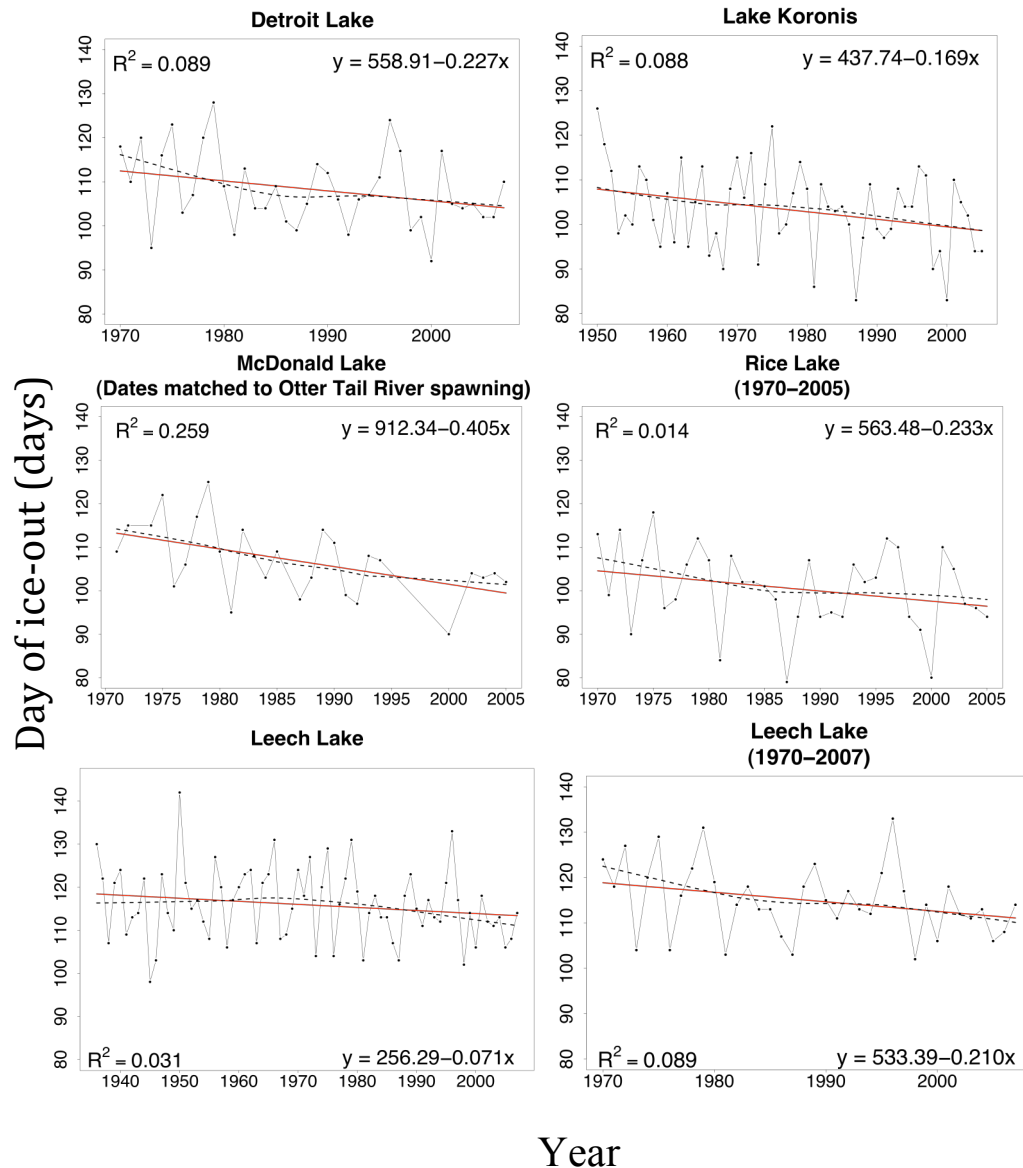 Detroit Lake
R² = 0.089 y = 558.91−0.227x
140
130
120
110
100
90
80
1970 1980 1990 2000
Lake Koronis
R² = 0.088 y = 437.74−0.169x
140
130
120
110
100
90
80
1950 1960 1970 1980 1990 2000
McDonald Lake
(Dates matched to Otter Tail River spawning)
R² = 0.259 y = 912.34−0.405x
140
130
120
110
100
90
80
1970 1975 1980 1985 1990 1995 2000 2005
Rice Lake
(1970−2005)
R² = 0.014 y = 563.48−0.233x
140
130
120
110
100
90
80
1970 1975 1980 1985 1990 1995 2000 2005
Day of ice-out (days)
Leech Lake
140
130
120
110
100
90
80
R² = 0.031 y = 256.29−0.071x
1940 1950 1960 1970 1980 1990 2000
Leech Lake
(1970−2007)
140
130
120
110
100
90
80
R² = 0.089 y = 533.39−0.210x
1970 1980 1990 2000
Year